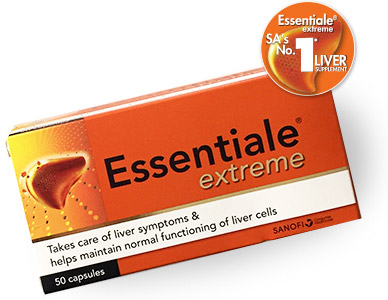 Essentiale®
extreme
SA's
No. 1* LIVER
SUPPLEMENT
Essentiale®
extreme
Takes care of liver symptoms &
helps maintain normal functioning of liver cells
50 capsules
SANOFI